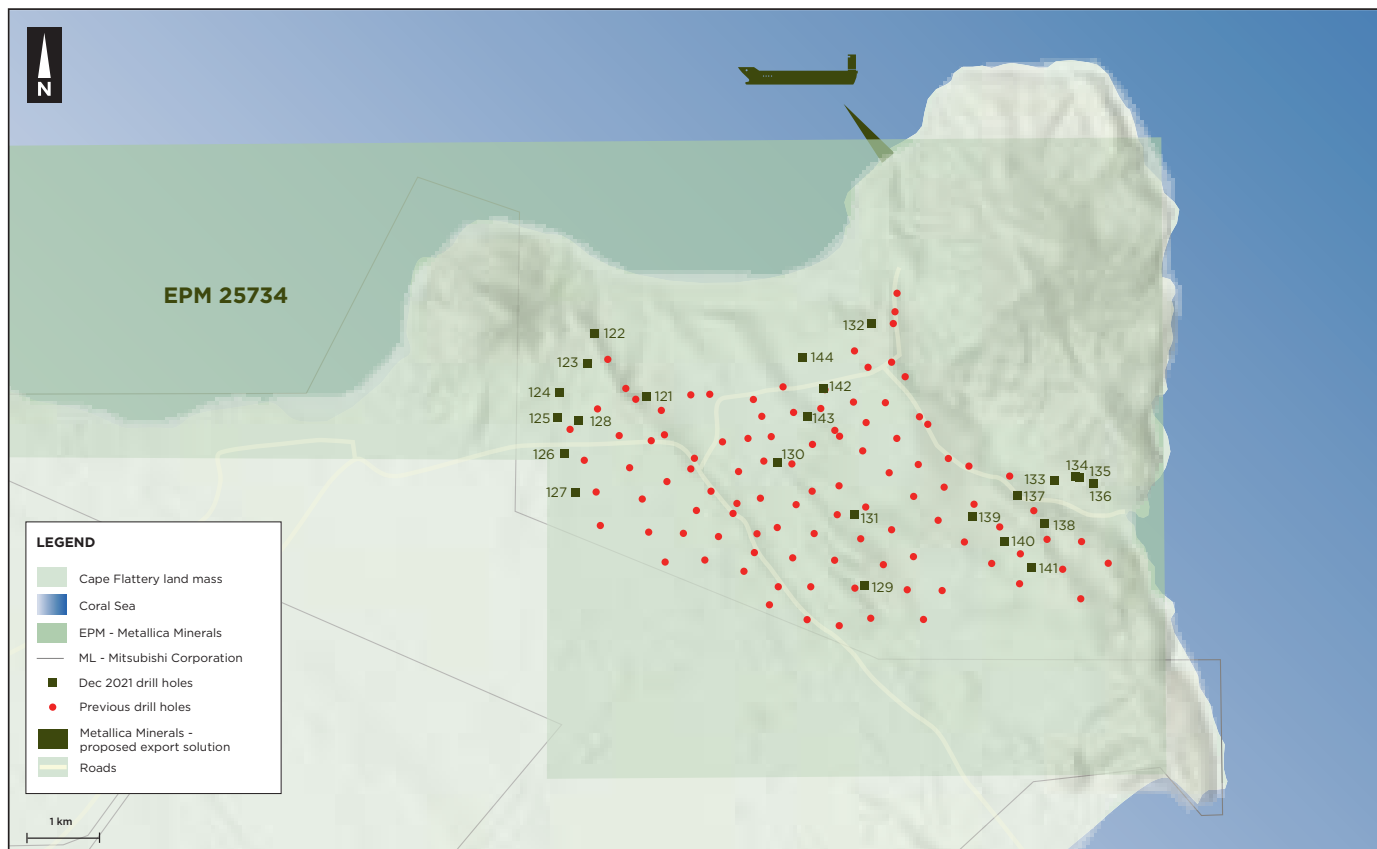 N
EPM 25734
122
132
123
144
124
121
142
125
128
143
126
130
134
135
133
127
137
136
131
139
138
140
141
129
LEGEND
Cape Flattery land mass
Coral Sea
EPM - Metallica Minerals
ML - Mitsubishi Corporation
Dec 2021 drill holes
Previous drill holes
Metallica Minerals -
proposed export solution
Roads
1 km